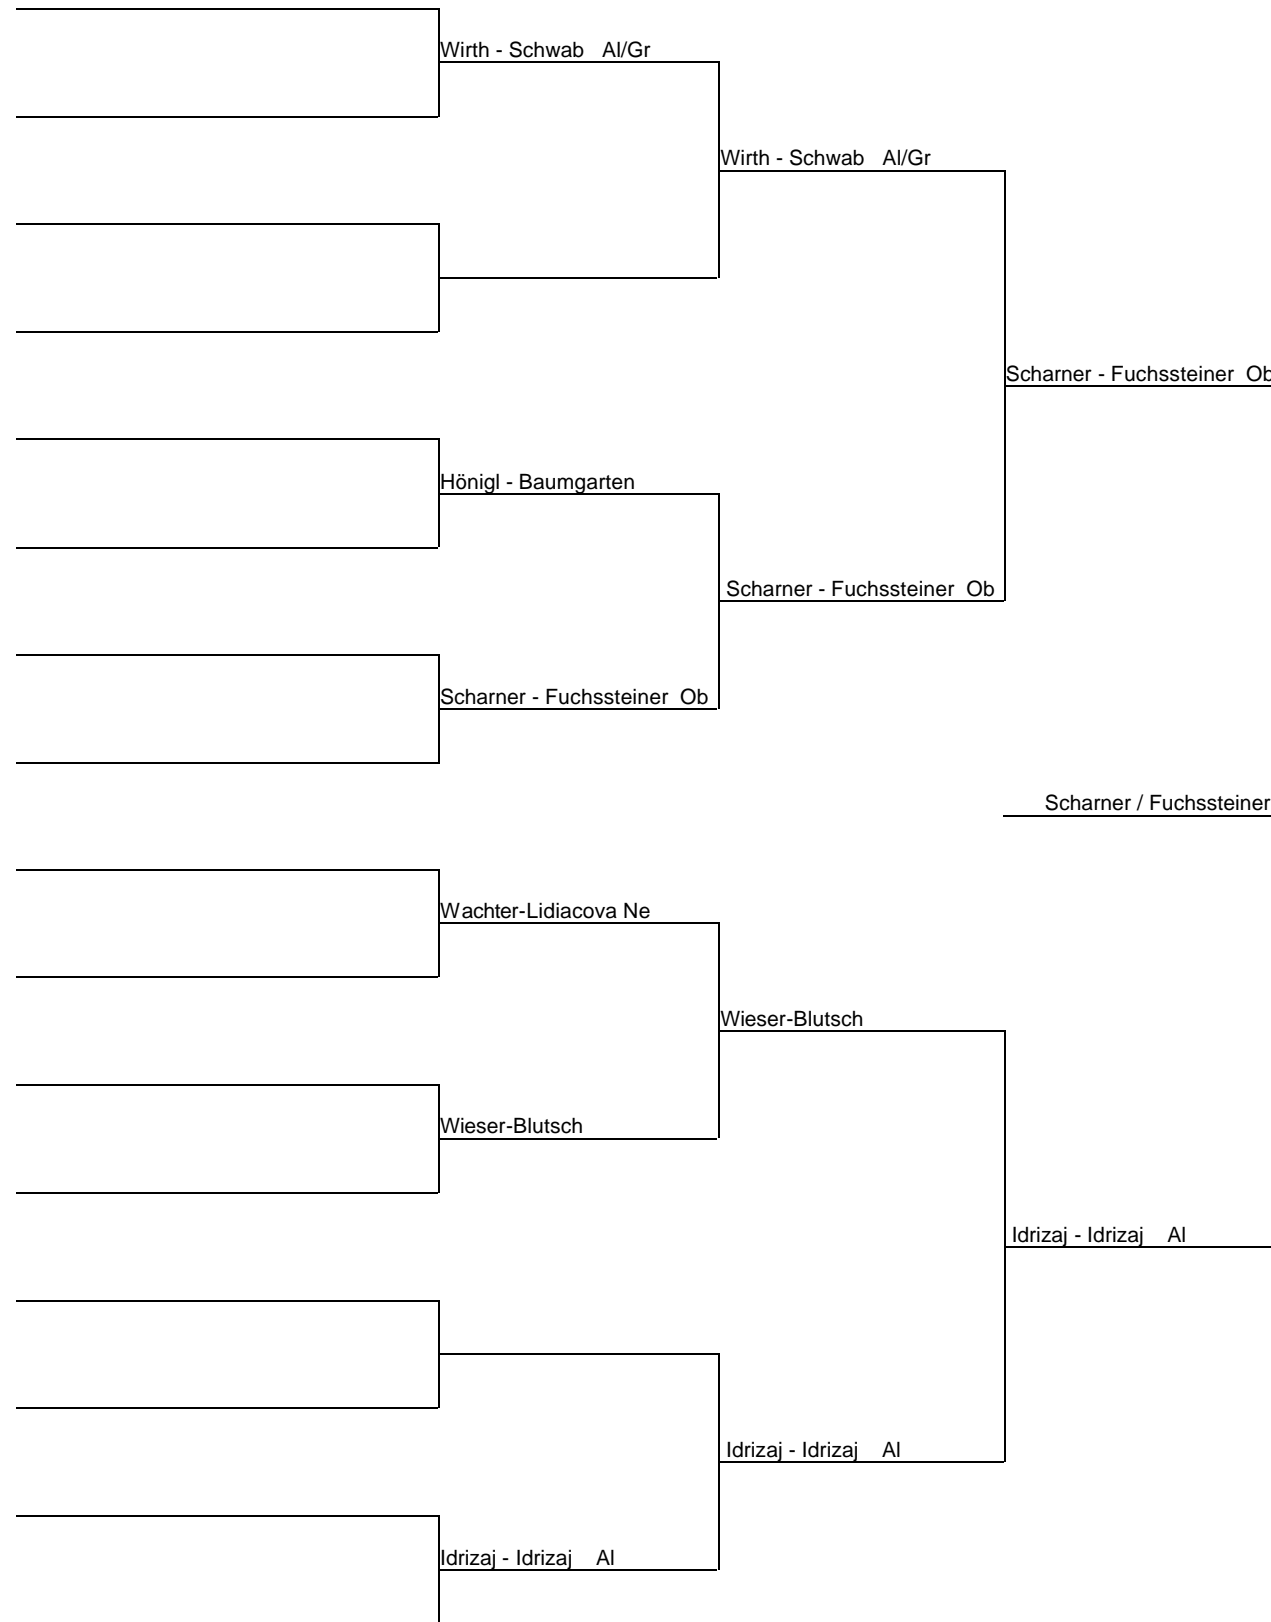 Wirth - Schwab Al/Gr
Wirth - Schwab Al/Gr
Scharner - Fuchssteiner Ob
Hönigl - Baumgarten
Scharner - Fuchssteiner Ob
Scharner - Fuchssteiner Ob
Scharner / Fuchssteiner
Wachter-Lidiacova Ne
Wieser-Blutsch
Wieser-Blutsch
Idrizaj - Idrizaj Al
Idrizaj - Idrizaj Al
Idrizaj - Idrizaj Al